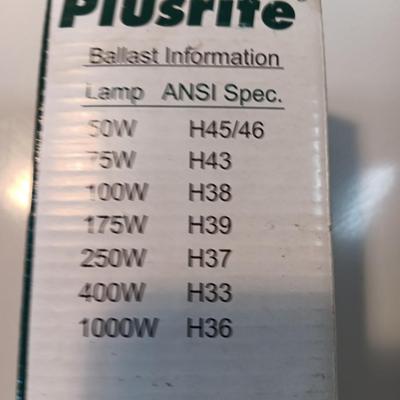 Plusrite
Ballast Information
Lamp ANSI Spec.
50W H45/46
75W H43
100W H38
175W H39
250W H37
400W H33
1000W H36